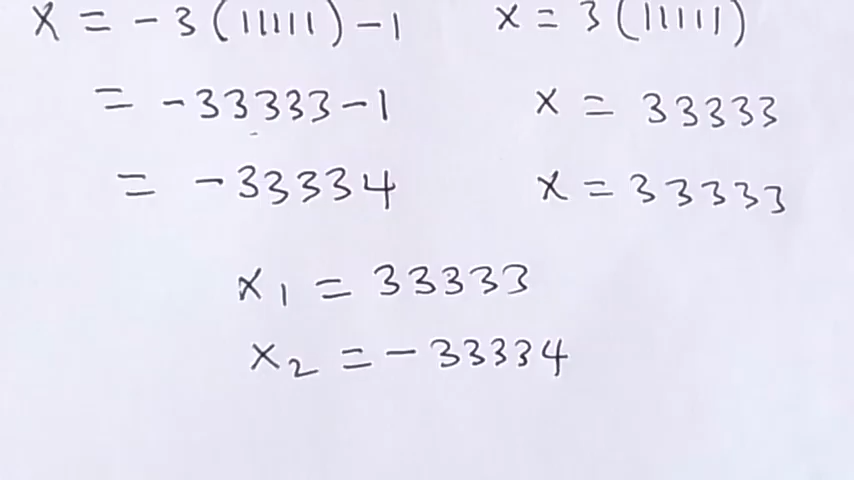 x = -3(11111) -1
x = 3(11111)
= -33333 -1
x = 33333
= -33334
x = 33333
x₁ = 33333
x₂ = -33334